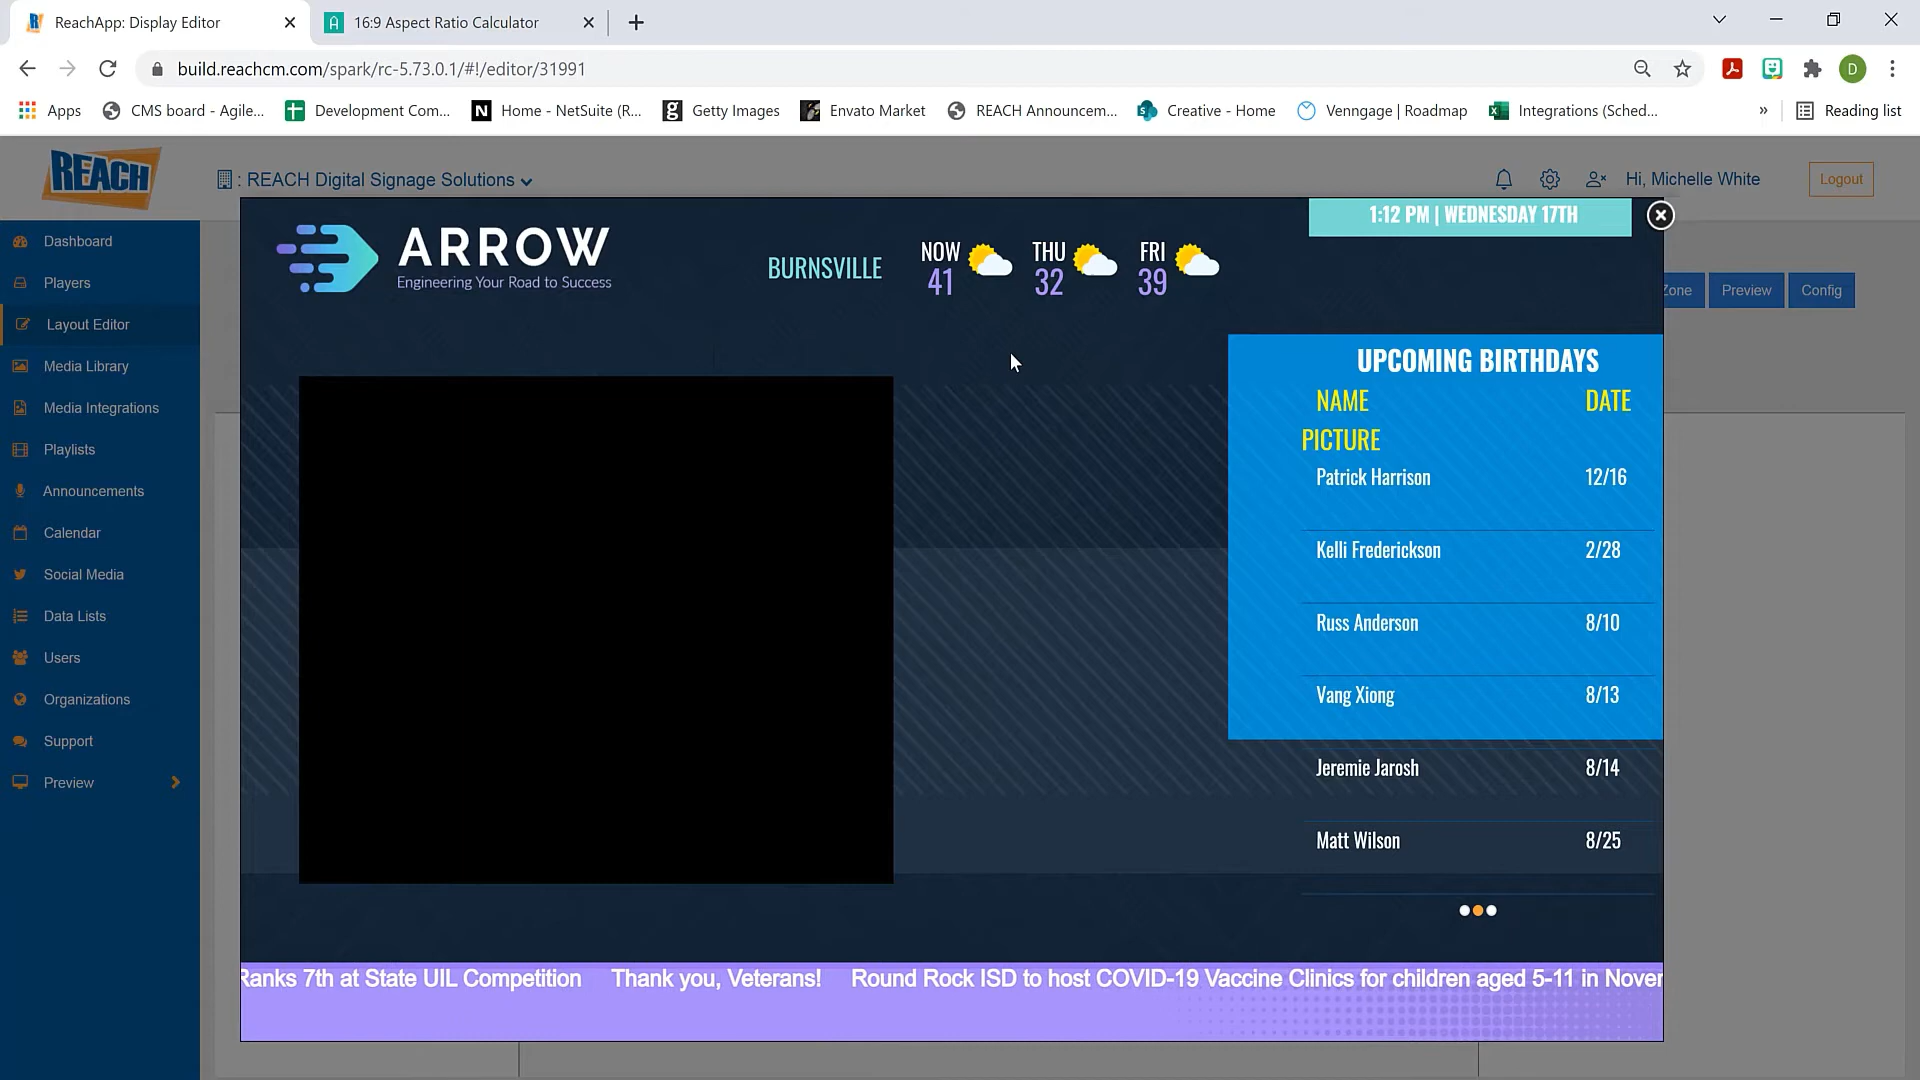 ReachApp: Display Editor
16:9 Aspect Ratio Calculator
build.reachcm.com/spark/rc-5.73.0.1/#!/editor/31991
D
Apps
CMS board - Agile...
Development Com...
Home - NetSuite (R...
Getty Images
Envato Market
REACH Announcem...
Creative - Home
Venngage | Roadmap
Integrations (Sched...
»
Reading list
REACH
: REACH Digital Signage Solutions
Hi, Michelle White
Logout
Dashboard
Players
Layout Editor
Media Library
Media Integrations
Playlists
Announcements
Calendar
Social Media
Data Lists
Users
Organizations
Support
Preview
Zone
Preview
Config
ARROW
Engineering Your Road to Success
BURNSVILLE
NOW
41
THU
32
FRI
39
1:12 PM | WEDNESDAY 17TH
UPCOMING BIRTHDAYS
NAME DATE
PICTURE
Patrick Harrison 12/16
Kelli Frederickson 2/28
Russ Anderson 8/10
Vang Xiong 8/13
Jeremie Jarosh 8/14
Matt Wilson 8/25
Ranks 7th at State UIL Competition Thank you, Veterans! Round Rock ISD to host COVID-19 Vaccine Clinics for children aged 5-11 in Nover